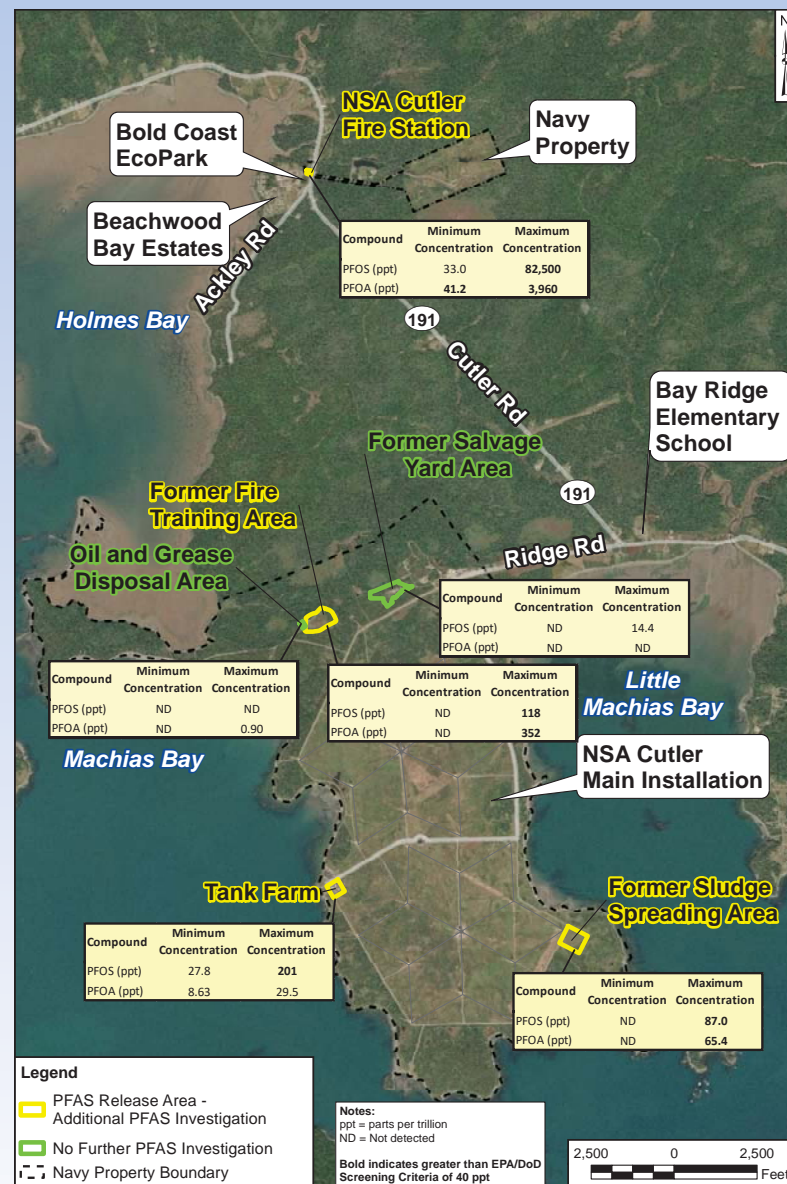 N
NSA Cutler
Fire Station
Bold Coast
EcoPark
Navy
Property
Beachwood
Bay Estates
Compound Minimum Concentration Maximum Concentration
PFOS (ppt) 33.0 82,500
PFOA (ppt) 41.2 3,960
Ackley Rd
Holmes Bay
191
Cutler Rd
Bay Ridge
Elementary
School
Former Salvage
Yard Area
Former Fire
Training Area
191
Oil and Grease
Disposal Area
Ridge Rd
Compound Minimum Concentration Maximum Concentration
PFOS (ppt) ND 14.4
PFOA (ppt) ND ND
Compound Minimum Concentration Maximum Concentration
PFOS (ppt) ND ND
PFOA (ppt) ND 0.90
Compound Minimum Concentration Maximum Concentration
PFOS (ppt) ND 118
PFOA (ppt) ND 352
Little
Machias Bay
Machias Bay
NSA Cutler
Main Installation
Tank Farm
Former Sludge
Spreading Area
Compound Minimum Concentration Maximum Concentration
PFOS (ppt) 27.8 201
PFOA (ppt) 8.63 29.5
Compound Minimum Concentration Maximum Concentration
PFOS (ppt) ND 87.0
PFOA (ppt) ND 65.4
Legend
PFAS Release Area -
Additional PFAS Investigation
No Further PFAS Investigation
Navy Property Boundary
Notes:
ppt = parts per trillion
ND = Not detected
Bold indicates greater than EPA/DoD
Screening Criteria of 40 ppt
2,500 0 2,500
Feet